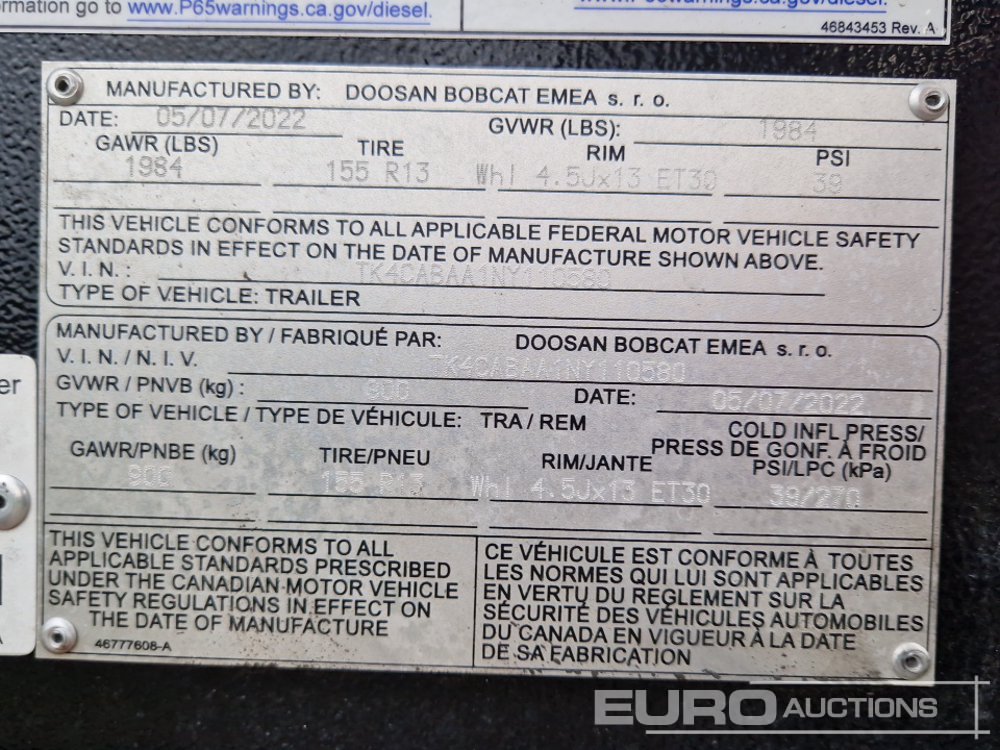 rmation go to www.P65warnings.ca.gov/diesel.
www.P65warnings.ca.gov/diesel.
46843453 Rev. A
MANUFACTURED BY: DOOSAN BOBCAT EMEA s. r. o.
DATE: 05/07/2022 GVWR (LBS): 1984
GAWR (LBS) TIRE RIM PSI
1984 155 R13 Whl 4.5Jx13 ET30 39
THIS VEHICLE CONFORMS TO ALL APPLICABLE FEDERAL MOTOR VEHICLE SAFETY
STANDARDS IN EFFECT ON THE DATE OF MANUFACTURE SHOWN ABOVE.
V. I. N. : TK4CABAA1NY110580
TYPE OF VEHICLE: TRAILER
MANUFACTURED BY / FABRIQUÉ PAR: DOOSAN BOBCAT EMEA s. r. o.
V. I. N. / N. I. V. TK4CABAA1NY110580
GVWR / PNVB (kg) : 900 DATE: 05/07/2022
TYPE OF VEHICLE / TYPE DE VÉHICULE: TRA / REM
COLD INFL PRESS/
GAWR/PNBE (kg) TIRE/PNEU RIM/JANTE PRESS DE GONF. À FROID
PSI/LPC (kPa)
900 155 R13 Whl 4.5Jx13 ET30 39/270
THIS VEHICLE CONFORMS TO ALL
APPLICABLE STANDARDS PRESCRIBED
UNDER THE CANADIAN MOTOR VEHICLE
SAFETY REGULATIONS IN EFFECT ON
THE DATE OF MANUFACTURE
46777608-A
CE VÉHICULE EST CONFORME À TOUTES
LES NORMES QUI LUI SONT APPLICABLES
EN VERTU DU REGLEMENT SUR LA
SÉCURITÉ DES VÉHICULES AUTOMOBILES
DU CANADA EN VIGUEUR À LA DATE
DE SA FABRICATION
er
A
EURO AUCTIONS